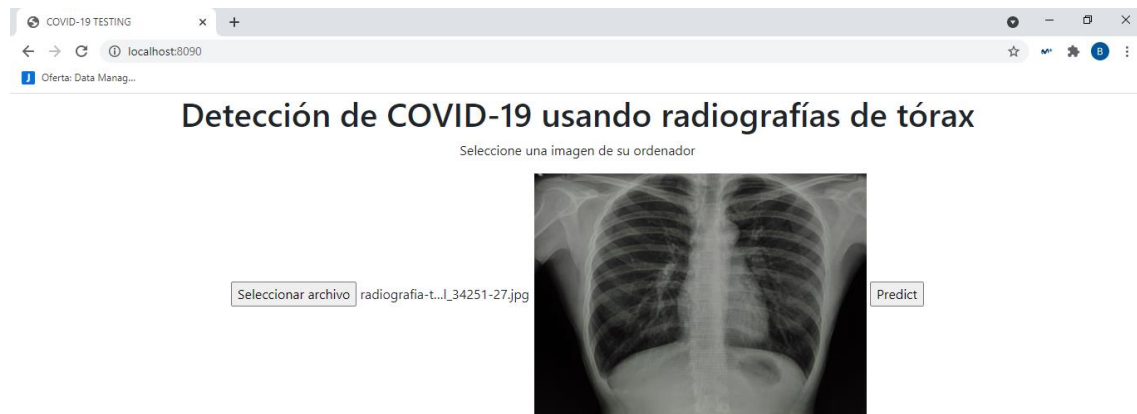 COVID-19 TESTING
localhost:8090
B
J Oferta: Data Manag...
Detección de COVID-19 usando radiografías de tórax
Seleccione una imagen de su ordenador
Seleccionar archivo radiografia-t...l_34251-27.jpg Predict